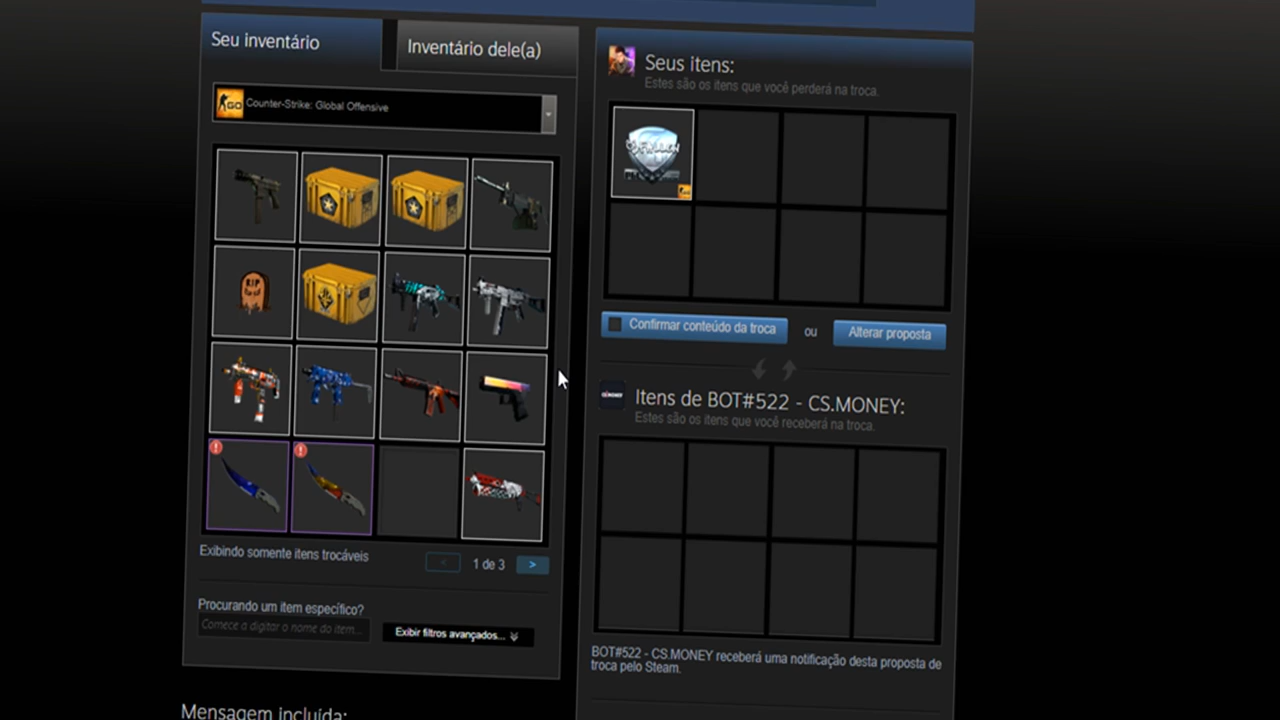 Seu inventário
Inventário dele(a)
Counter-Strike: Global Offensive
GO
RIP
Exibindo somente itens trocáveis
<
1 de 3
>
Procurando um item específico?
Comece a digitar o nome do item...
Exibir filtros avançados...
Seus itens:
Estes são os itens que você perderá na troca.
Confirmar conteúdo da troca
ou
Alterar proposta
Itens de BOT#522 - CS.MONEY:
Estes são os itens que você receberá na troca.
BOT#522 - CS.MONEY receberá uma notificação desta proposta de
troca pelo Steam.
Mensagem incluída: